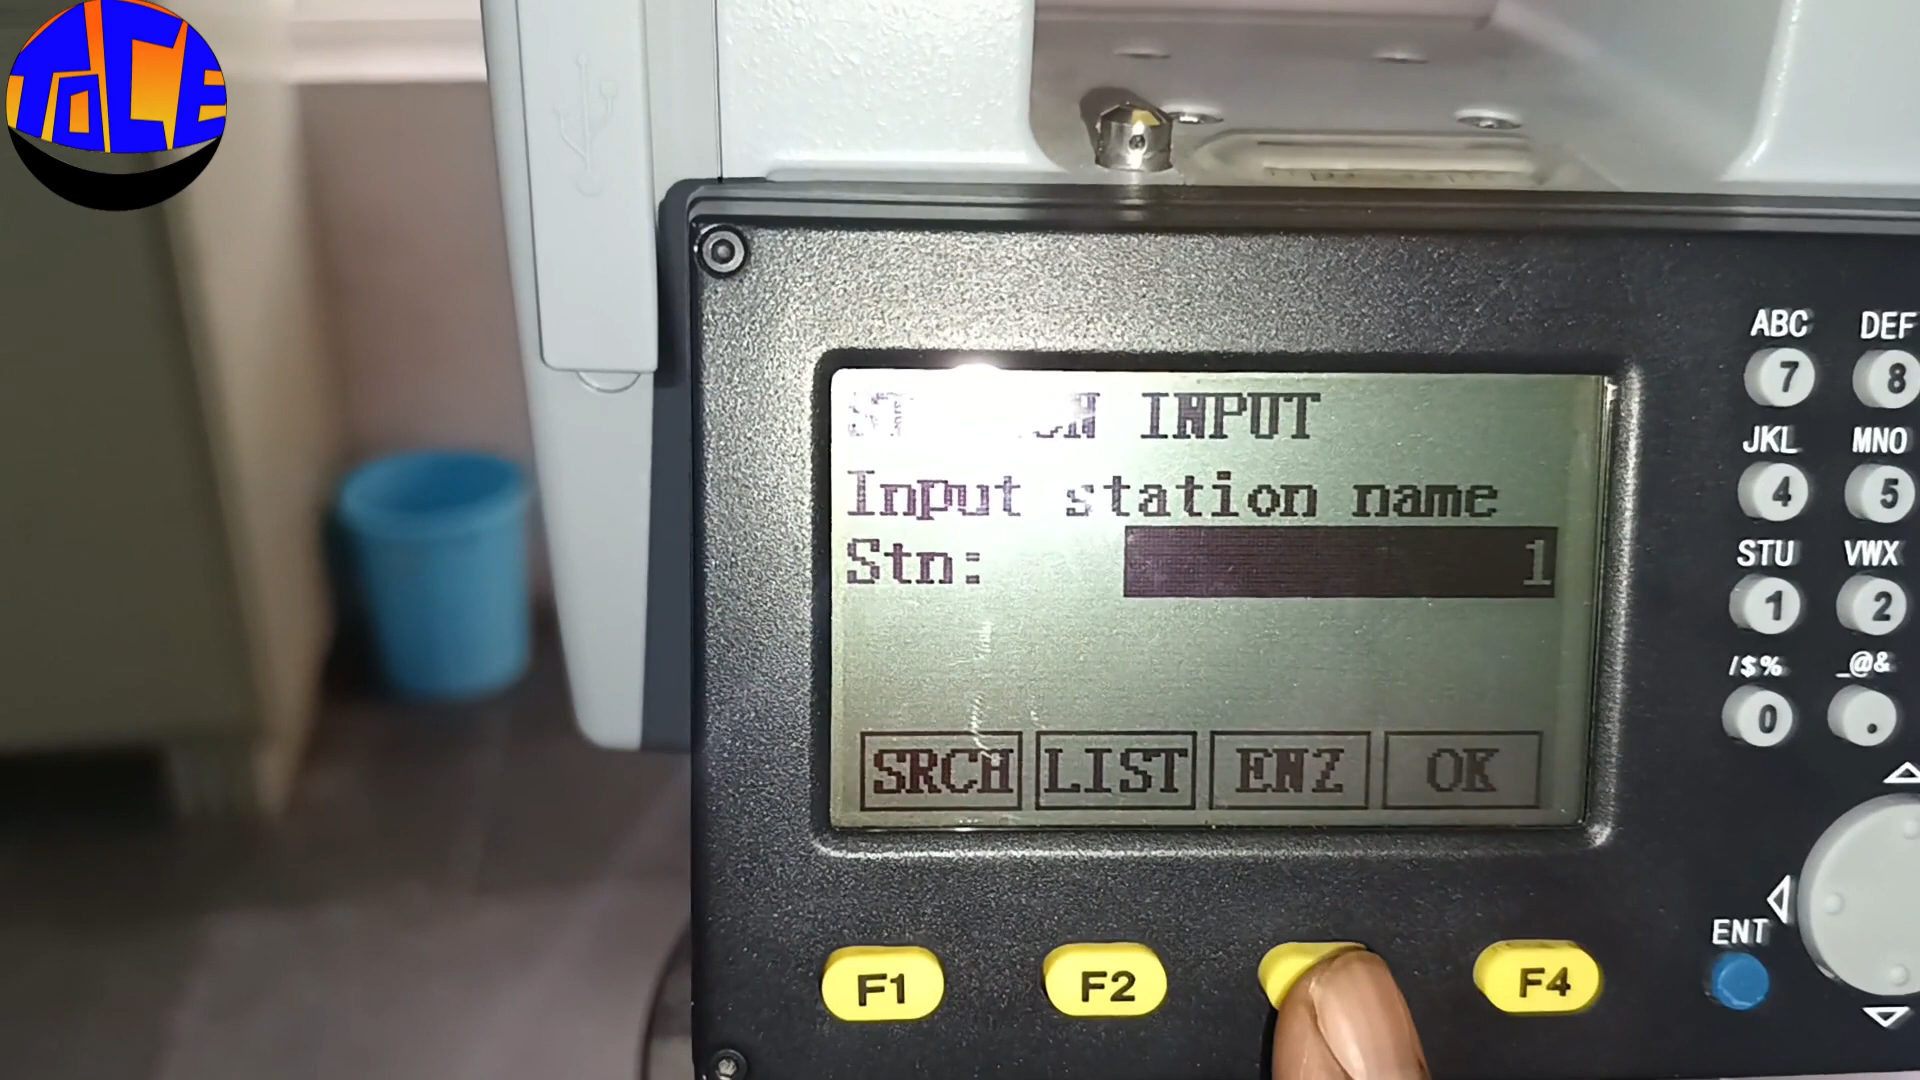 TOCE
INPUT
Input station name
Stn: 1
SRCH LIST ENZ OK
F1 F2 F4
ABC DEF
7 8
JKL MNO
4 5
STU VWX
1 2
/$% _@&
0 .
ENT